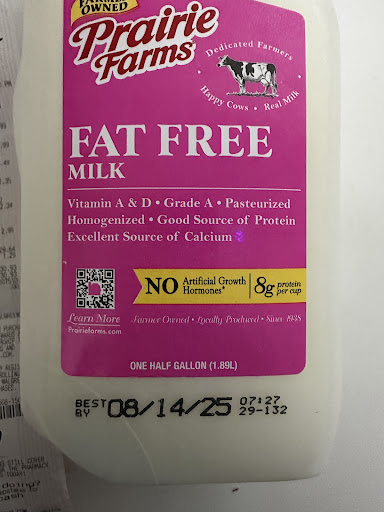 FARMER
OWNED
Prairie
Farms
Dedicated Farmers
Happy Cows • Real Milk
FAT FREE
MILK
Vitamin A & D • Grade A • Pasteurized
Homogenized • Good Source of Protein
Excellent Source of Calcium
NO Artificial Growth Hormones* 8g protein per cup
Learn More
Prairiefarms.com
Farmer Owned • Locally Produced • Since 1938
ONE HALF GALLON (1.89L)
BEST BY 08/14/25 07:27
29-132